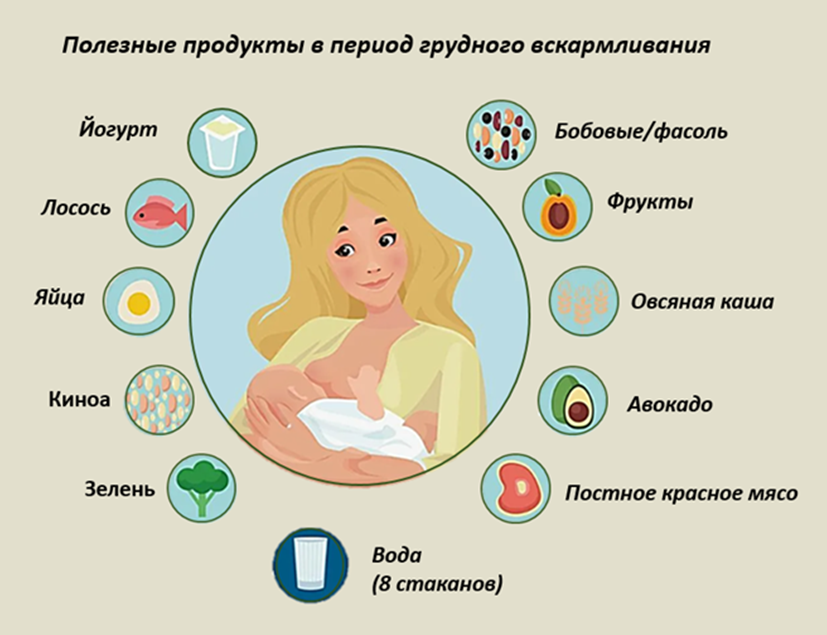 Полезные продукты в период грудного вскармливания
Йогурт
Бобовые/фасоль
Лосось
Фрукты
Яйца
Овсяная каша
Киноа
Авокадо
Зелень
Постное красное мясо
Вода
(8 стаканов)